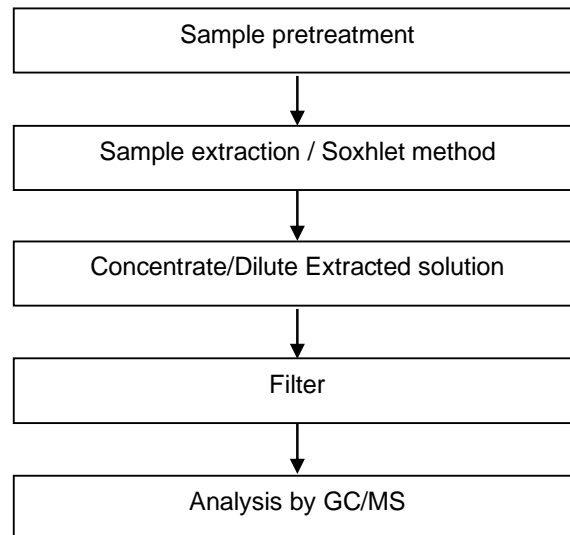 Sample pretreatment
Sample extraction / Soxhlet method
Concentrate/Dilute Extracted solution
Filter
Analysis by GC/MS